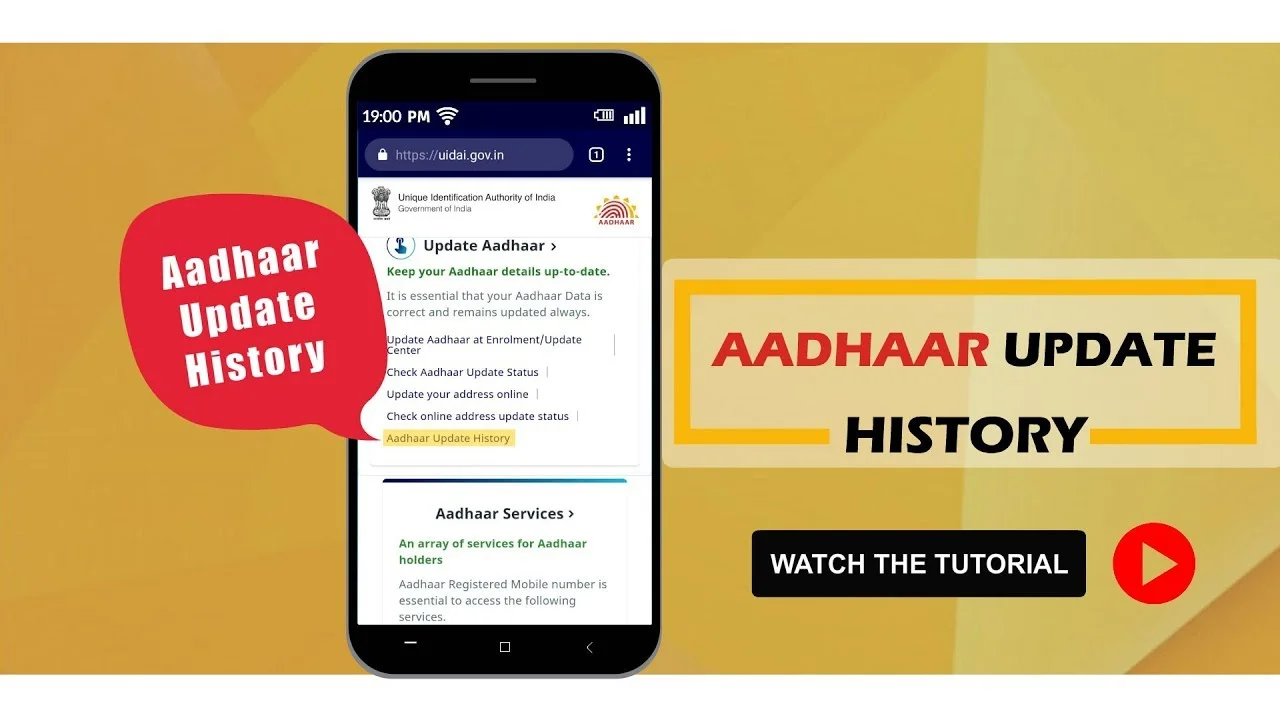 19:00 PM
https://uidai.gov.in
1
Unique Identification Authority of India
Government of India
AADHAAR
Update Aadhaar ›
Keep your Aadhaar details up-to-date.
It is essential that your Aadhaar Data is
correct and remains updated always.
Update Aadhaar at Enrolment/Update
Center
Check Aadhaar Update Status
Update your address online
Check online address update status
Aadhaar Update History
Aadhaar Services ›
An array of services for Aadhaar
holders
Aadhaar Registered Mobile number is
essential to access the following
services.
Aadhaar
Update
History
AADHAAR UPDATE
HISTORY
WATCH THE TUTORIAL